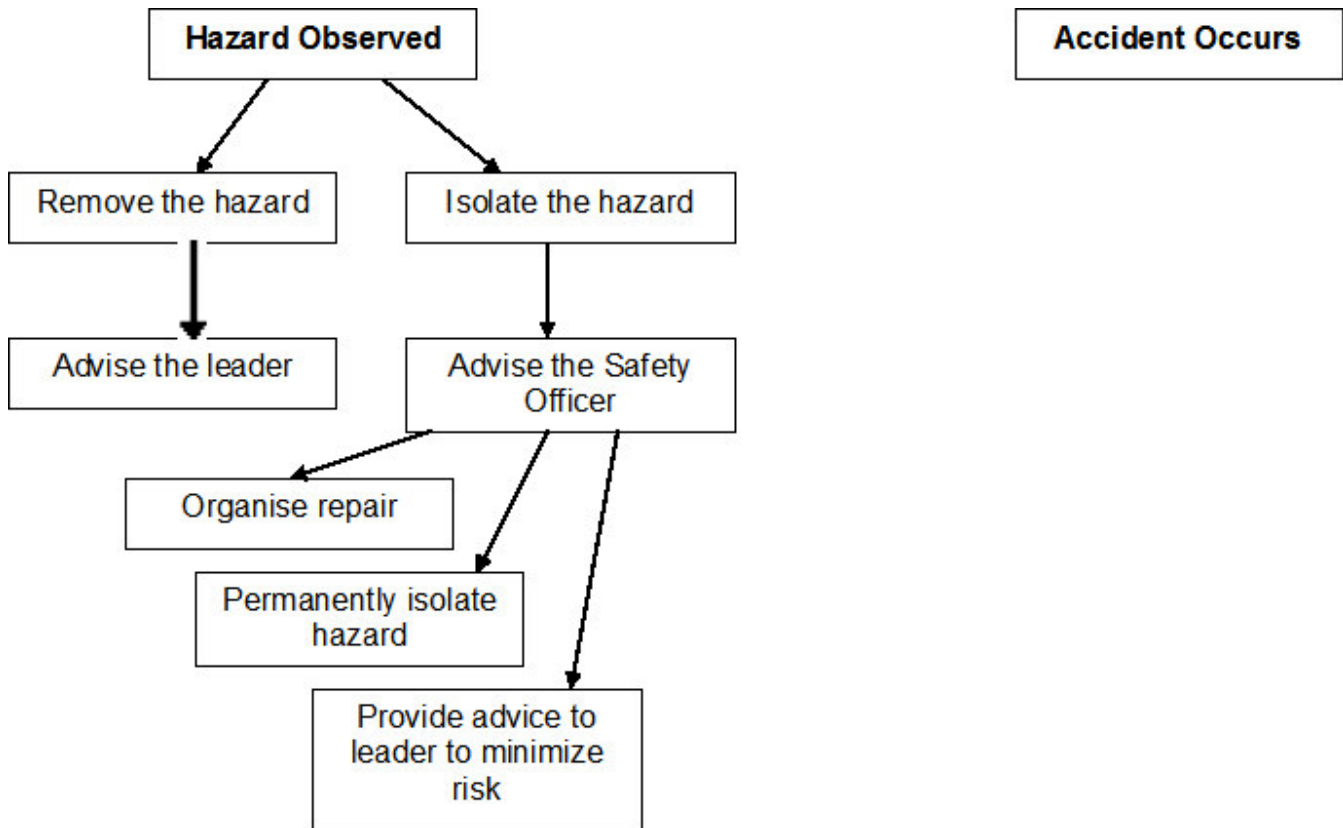 Hazard Observed
Accident Occurs
Remove the hazard
Isolate the hazard
Advise the leader
Advise the Safety
Officer
Organise repair
Permanently isolate
hazard
Provide advice to
leader to minimize
risk